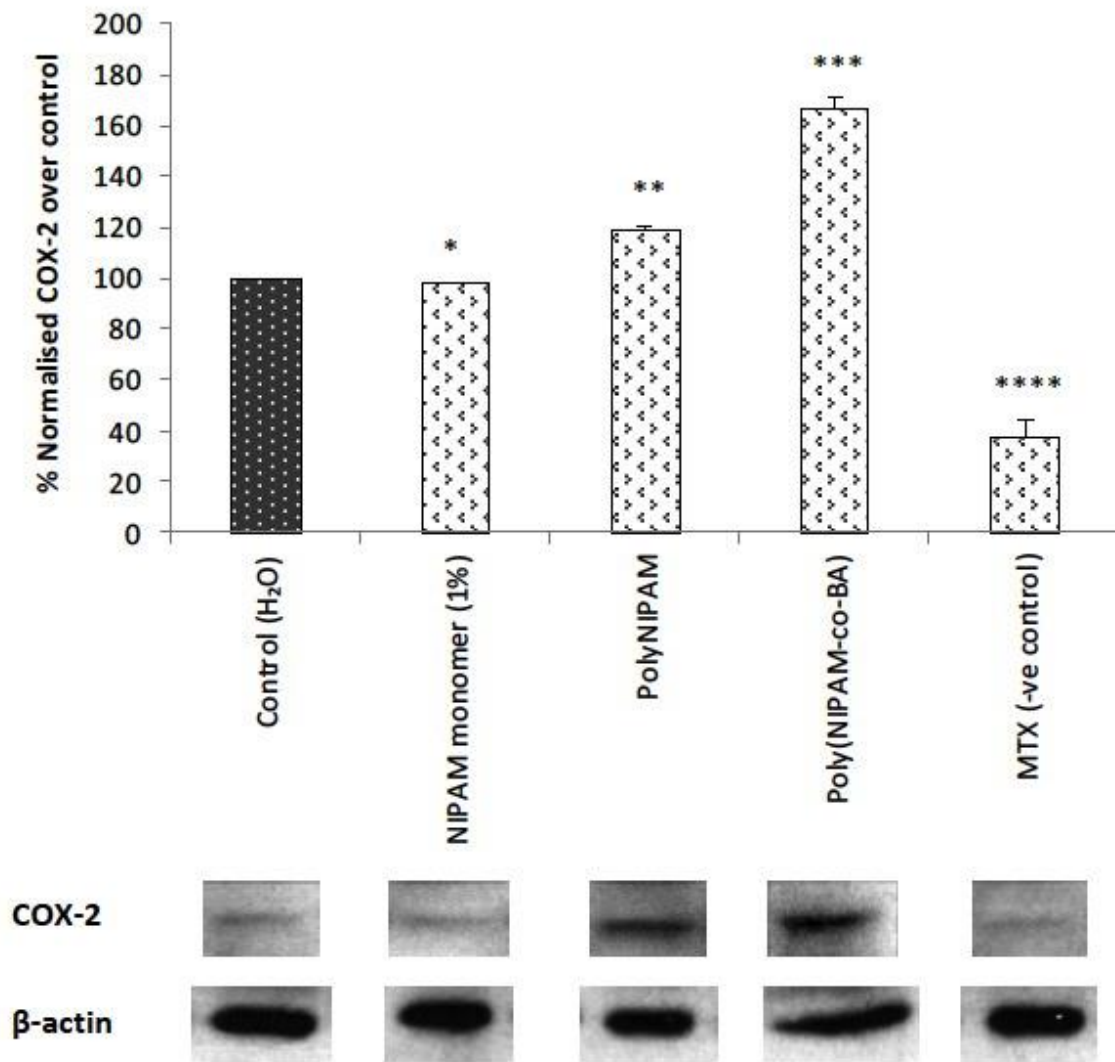 % Normalised COX-2 over control
200
180
160
140
120
100
80
60
40
20
0
*
**
***
****
Control (H₂O)
NIPAM monomer (1%)
PolyNIPAM
Poly(NIPAM-co-BA)
MTX (-ve control)
COX-2
β-actin